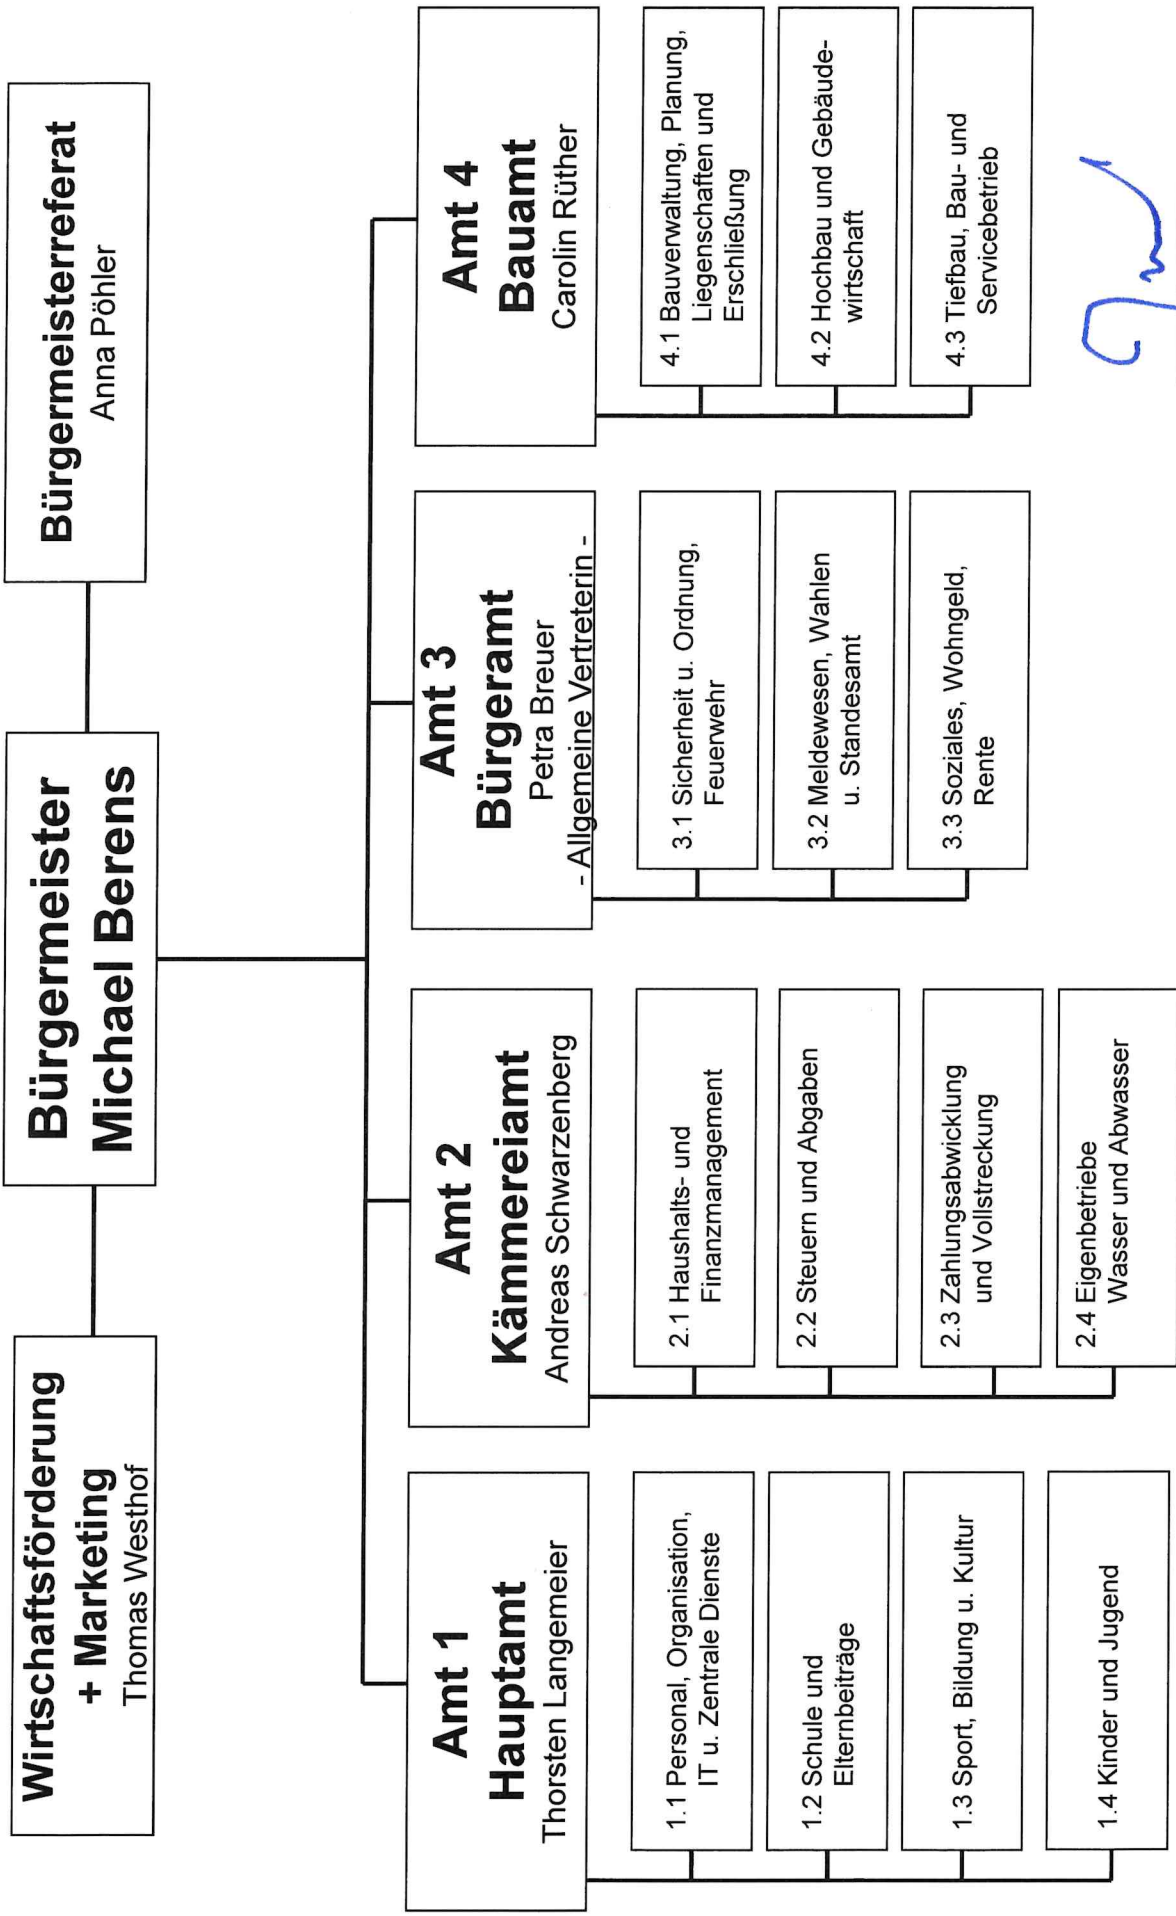 Wirtschaftsförderung
+ Marketing
Thomas Westhof
Bürgermeister
Michael Berens
Bürgermeisterreferat
Anna Pöhler
Amt 1
Hauptamt
Thorsten Langemeier
1.1 Personal, Organisation,
IT u. Zentrale Dienste
1.2 Schule und
Elternbeiträge
1.3 Sport, Bildung u. Kultur
1.4 Kinder und Jugend
Amt 2
Kämmereiamt
Andreas Schwarzenberg
2.1 Haushalts- und
Finanzmanagement
2.2 Steuern und Abgaben
2.3 Zahlungsabwicklung
und Vollstreckung
2.4 Eigenbetriebe
Wasser und Abwasser
Amt 3
Bürgeramt
Petra Breuer
- Allgemeine Vertreterin -
3.1 Sicherheit u. Ordnung,
Feuerwehr
3.2 Meldewesen, Wahlen
u. Standesamt
3.3 Soziales, Wohngeld,
Rente
Amt 4
Bauamt
Carolin Rüther
4.1 Bauverwaltung, Planung,
Liegenschaften und
Erschließung
4.2 Hochbau und Gebäude-
wirtschaft
4.3 Tiefbau, Bau- und
Servicebetrieb